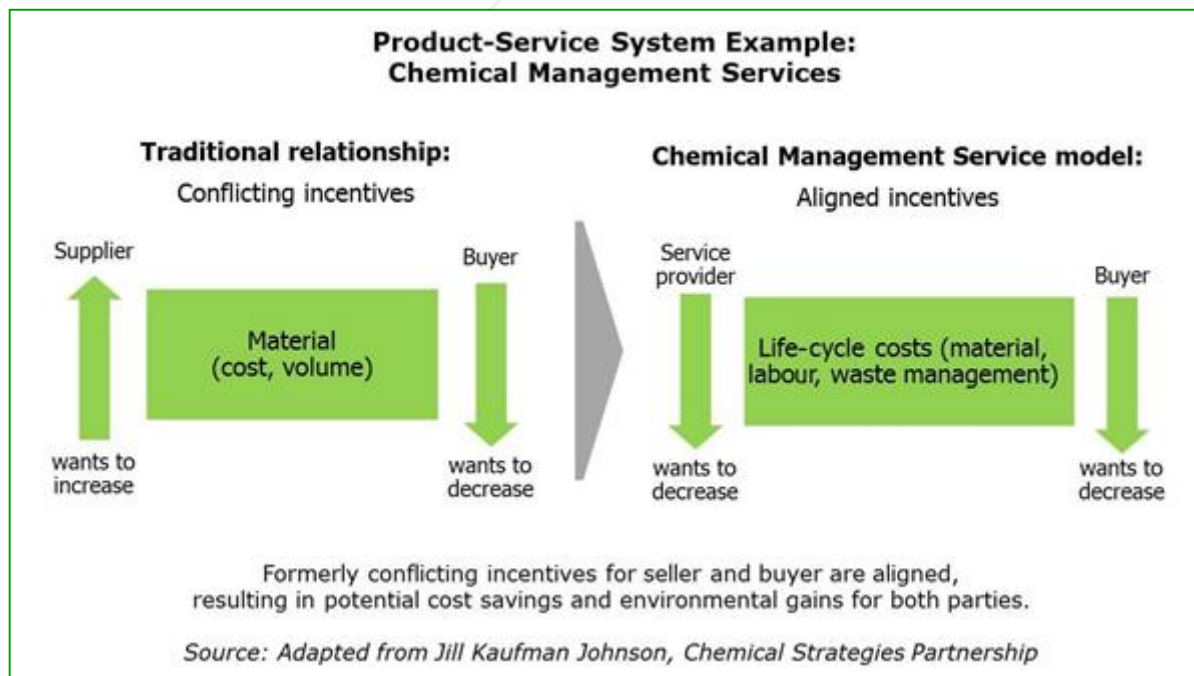 Product-Service System Example:
Chemical Management Services
Traditional relationship:
Conflicting incentives
Supplier
Buyer
Material
(cost, volume)
wants to
increase
wants to
decrease
Chemical Management Service model:
Aligned incentives
Service
provider
Buyer
Life-cycle costs (material,
labour, waste management)
wants to
decrease
wants to
decrease
Formerly conflicting incentives for seller and buyer are aligned,
resulting in potential cost savings and environmental gains for both parties.
Source: Adapted from Jill Kaufman Johnson, Chemical Strategies Partnership